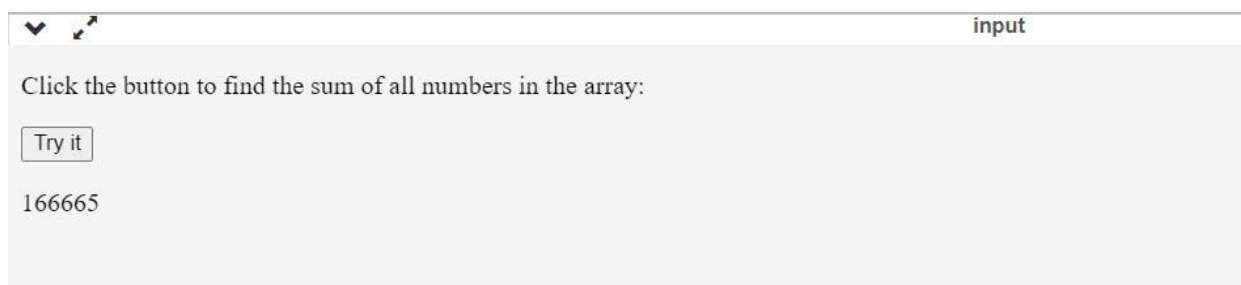 input
Click the button to find the sum of all numbers in the array:
Try it
166665